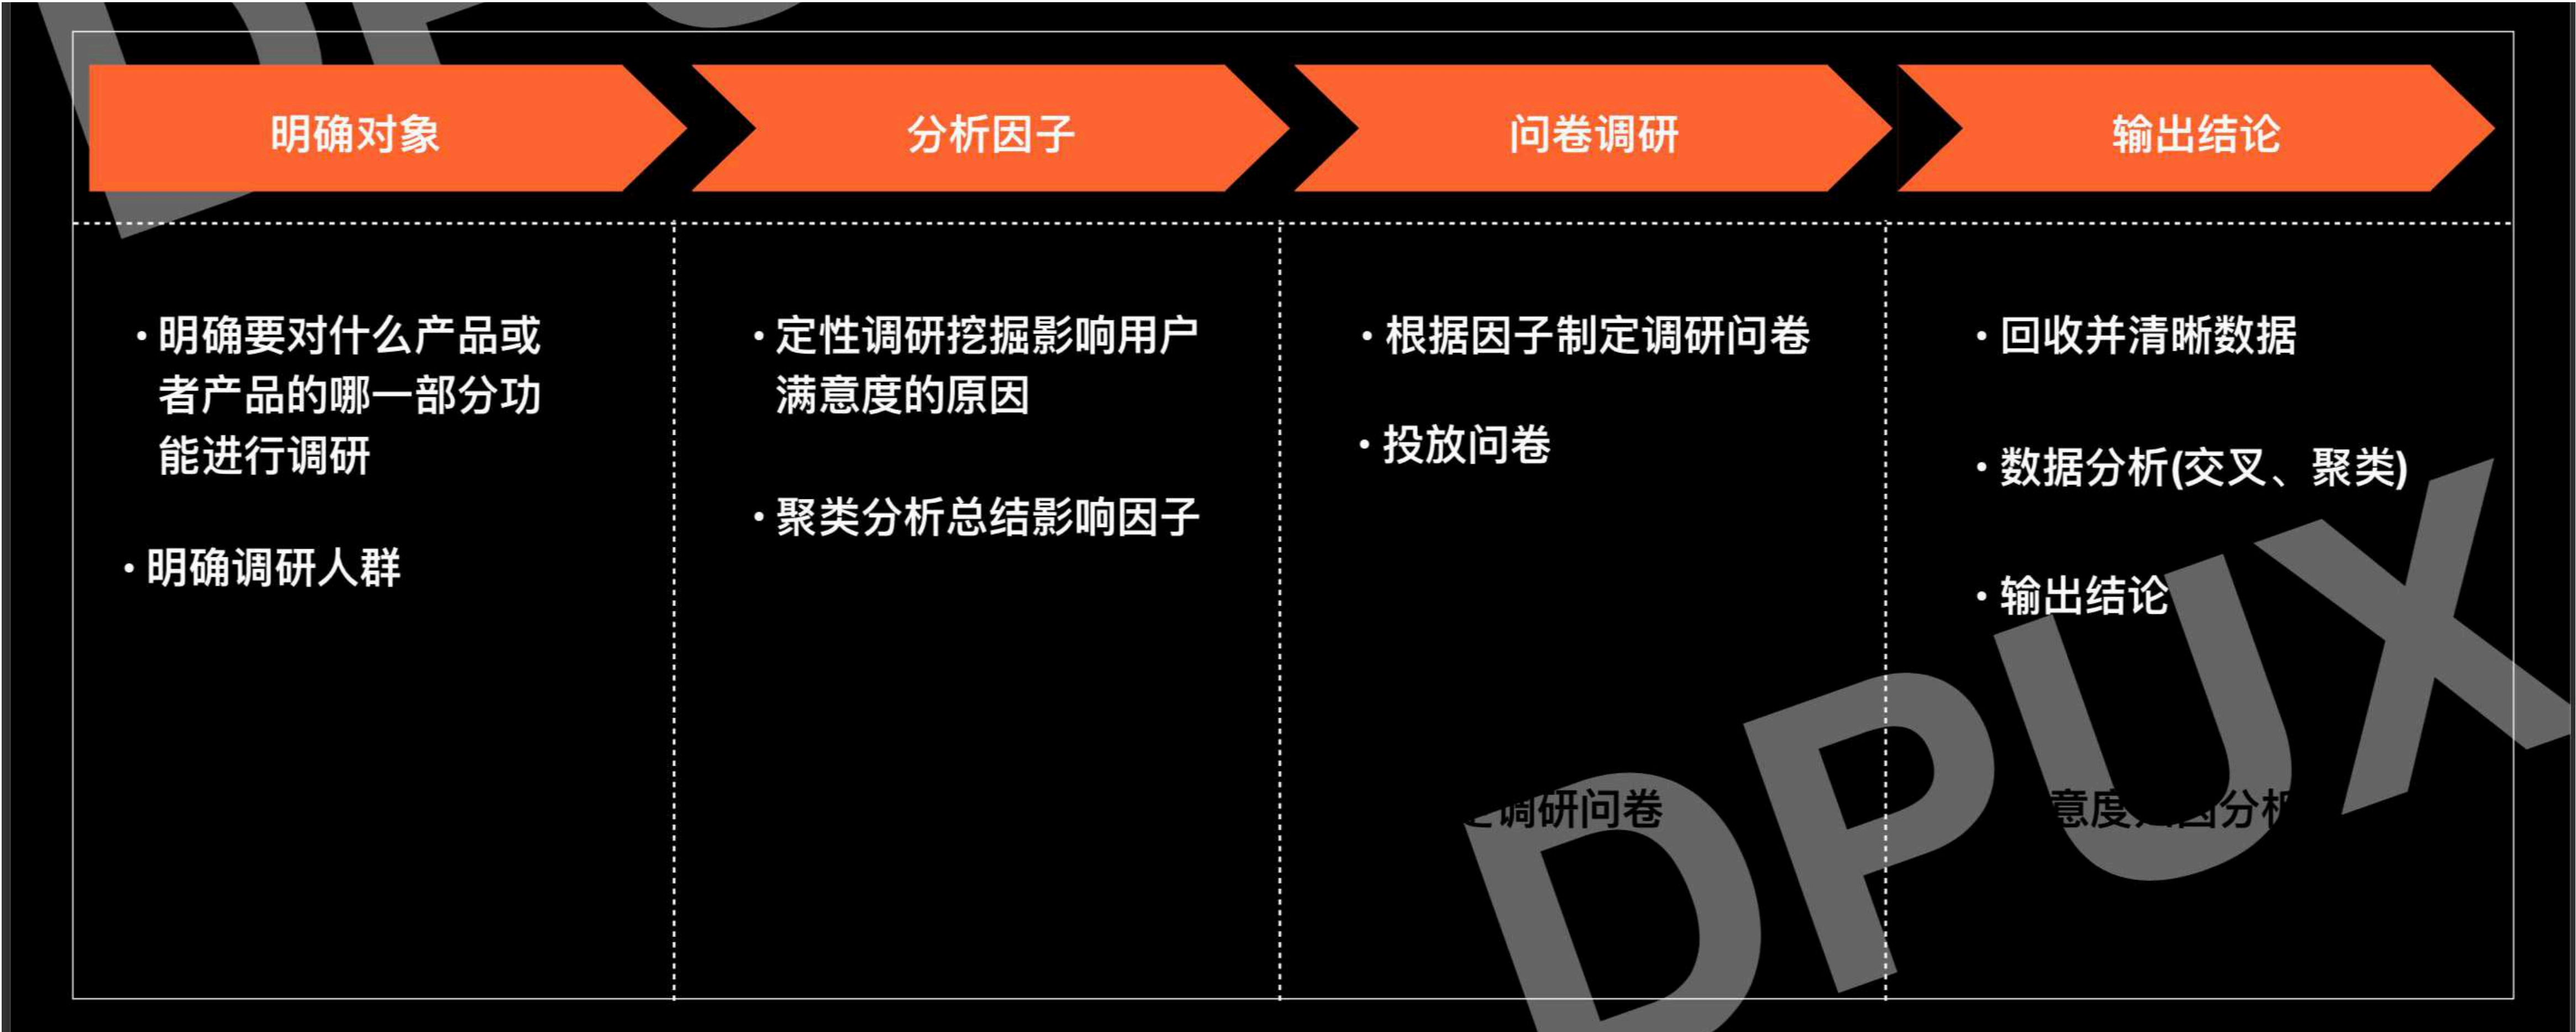 明确对象
分析因子
问卷调研
输出结论
• 明确要对什么产品或
者产品的哪一部分功
能进行调研
• 明确调研人群
• 定性调研挖掘影响用户
满意度的原因
• 聚类分析总结影响因子
• 根据因子制定调研问卷
• 投放问卷
• 回收并清晰数据
• 数据分析(交叉、聚类)
• 输出结论
调研问卷
意度
分析
DPUX